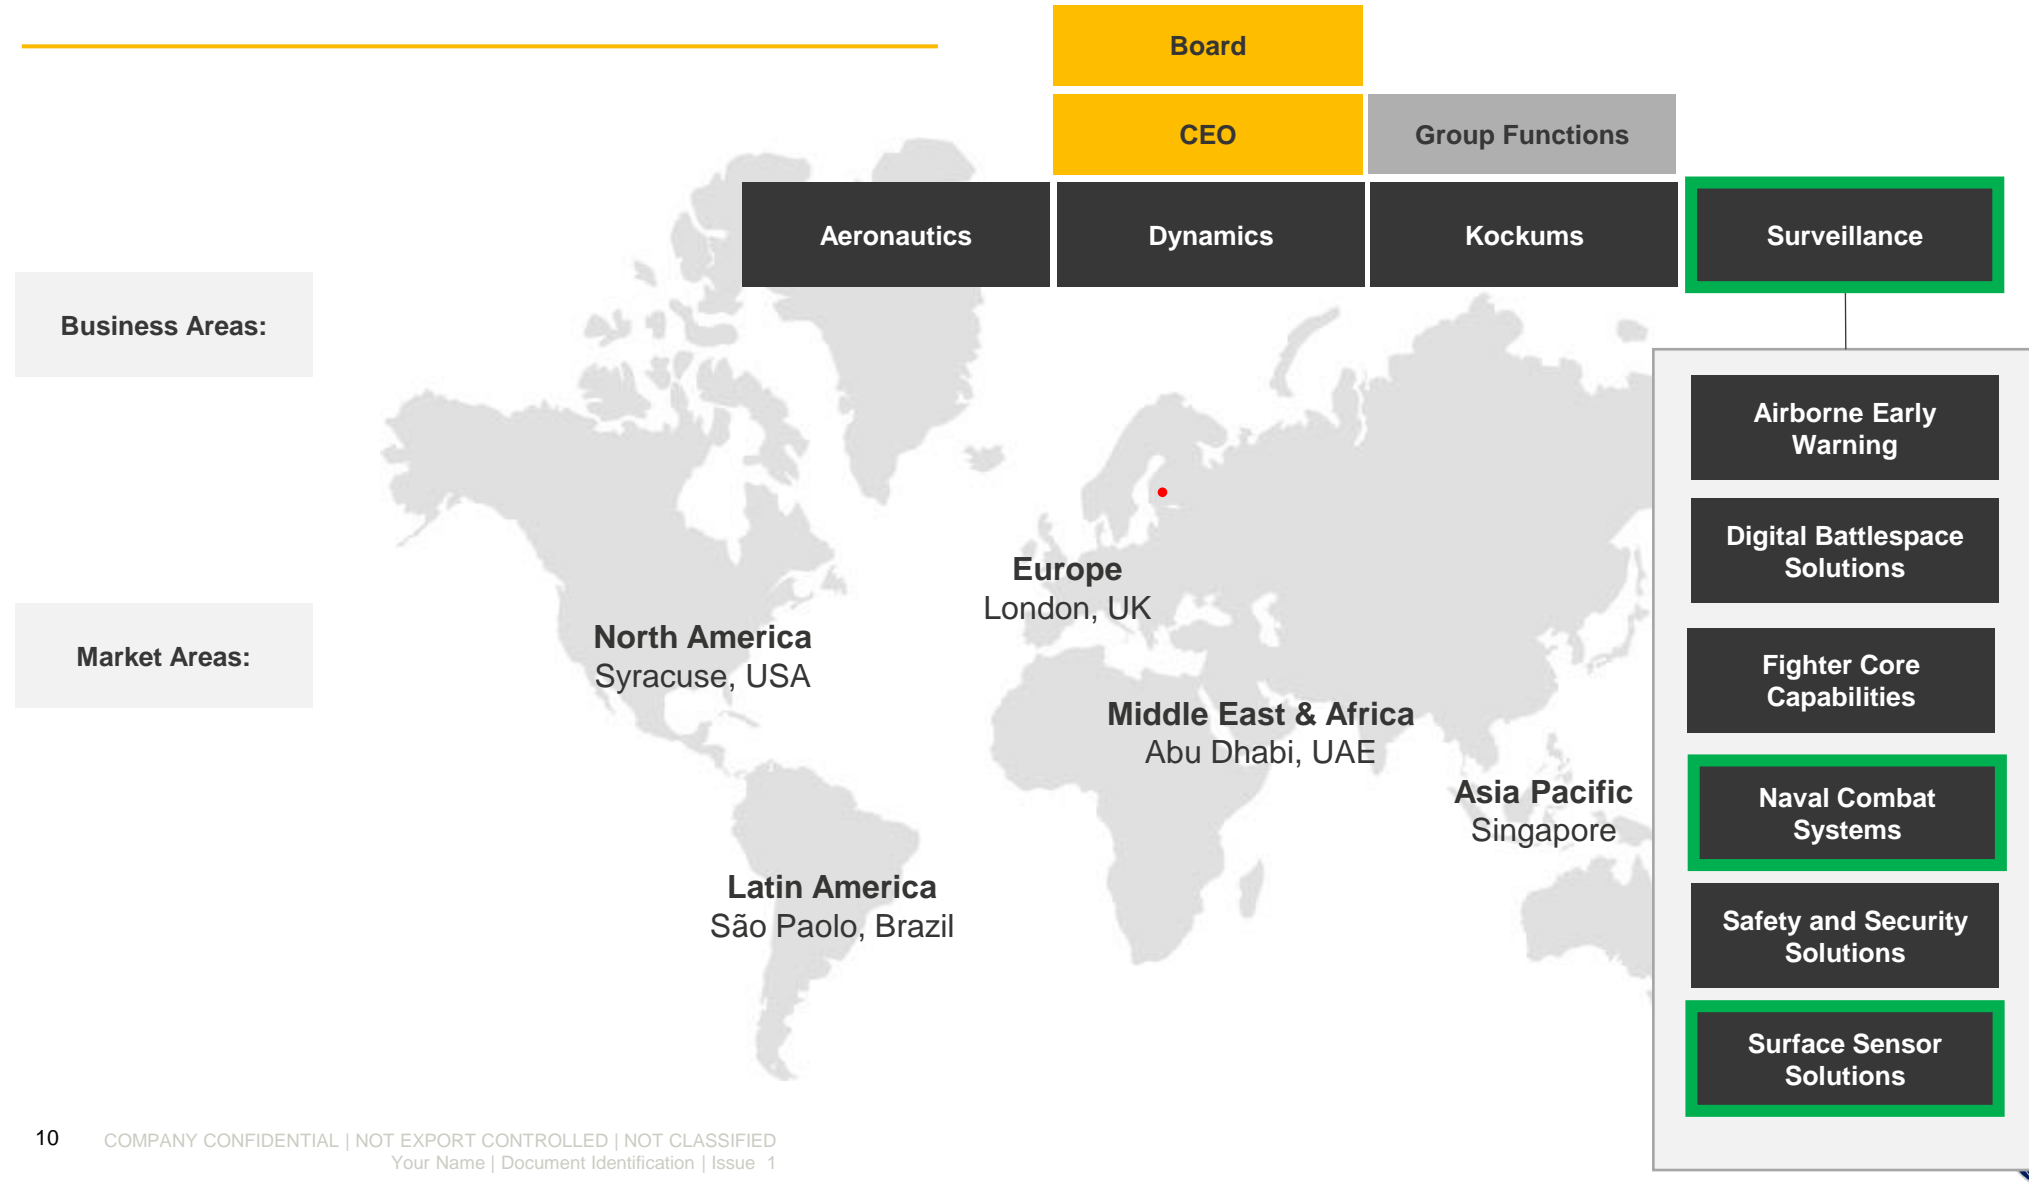 Board
CEO
Group Functions
Aeronautics
Dynamics
Kockums
Surveillance
Business Areas:
Airborne Early
Warning
Digital Battlespace
Solutions
Fighter Core
Capabilities
Naval Combat
Systems
Safety and Security
Solutions
Surface Sensor
Solutions
Market Areas:
Europe
London, UK
North America
Syracuse, USA
Middle East & Africa
Abu Dhabi, UAE
Asia Pacific
Singapore
Latin America
São Paolo, Brazil
10
COMPANY CONFIDENTIAL | NOT EXPORT CONTROLLED | NOT CLASSIFIED
Your Name | Document Identification | Issue 1